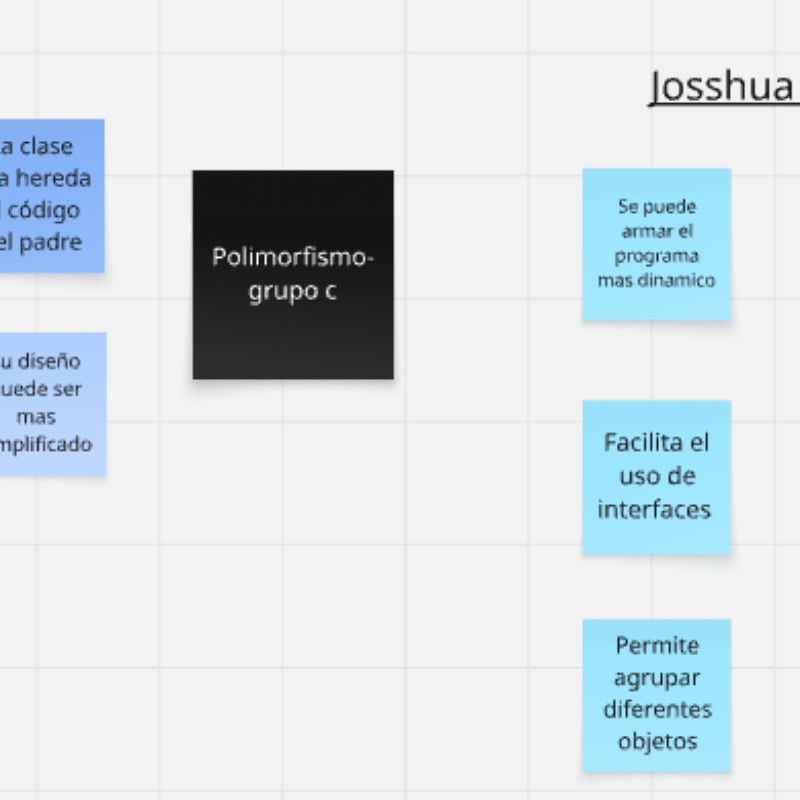 Josshua
a clase
a hereda
código
el padre
Polimorfismo-
grupo c
Se puede
armar el
programa
mas dinamico
u diseño
uede ser
mas
mplificado
Facilita el
uso de
interfaces
Permite
agrupar
diferentes
objetos